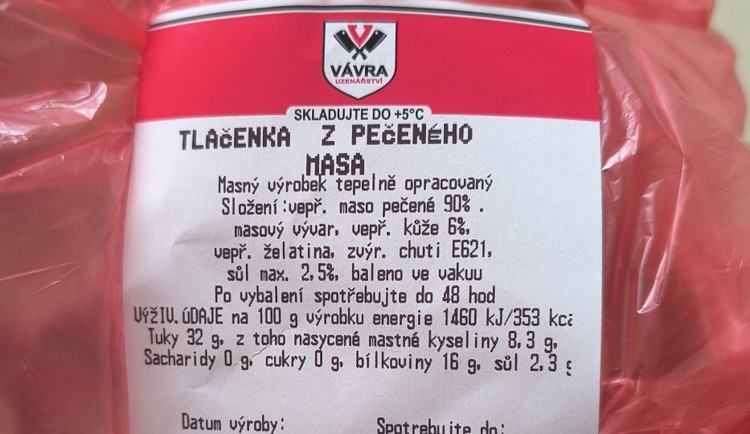 V
VÁVRA
UZENÁŘSTVÍ
SKLADUJTE DO +5°C
TLAčENKA Z PEčENÉHO
MASA
Masný výrobek tepelně opracovaný
Složení:vepř. maso pečené 90% .
masový vývar, vepř. kůže 6%,
vepř. želatina, zvýr. chuti E621,
sůl max. 2,5%, baleno ve vakuu
Po vybalení spotřebujte do 48 hod
VýžIV.úDAJE na 100 g výrobku energie 1460 kJ/353 kc
Tuky 32 g, z toho nasycené mastné kyseliny 8,3 g,
Sacharidy 0 g, cukry 0 g, bílkoviny 16 g, sůl 2,3
Datum výroby: Spotřebujte do: